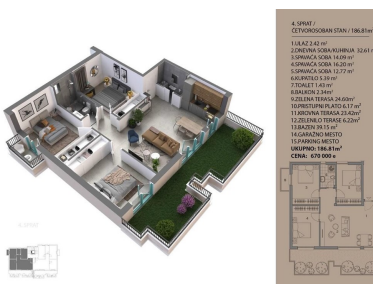 4. SPRAT /
ČETVOROSOBAN STAN / 186.81m²
1.ULAZ 2.42 m²
2.DNEVNA SOBA/KUHINJA 32.61
3.SPAVAĆA SOBA 14.09 m²
4.SPAVAĆA SOBA 16.20 m²
5.SPAVAĆA SOBA 12.77 m²
6.KUPATILO 5.39 m²
7.TOALET 1.43 m²
8.BALKON 2.34m²
9.ZELENA TERASA 24.60m²
10.PRISTUPNI PLATO 6.17 m²
11.KROVNA TERASA 23.42m²
12.ZELENILO TERASE 6.22m²
13.BAZEN 39.15 m²
14.GARAŽNO MESTO
15.PARKING MESTO
UKUPNO: 186.81m²
CENA: 670 000 e